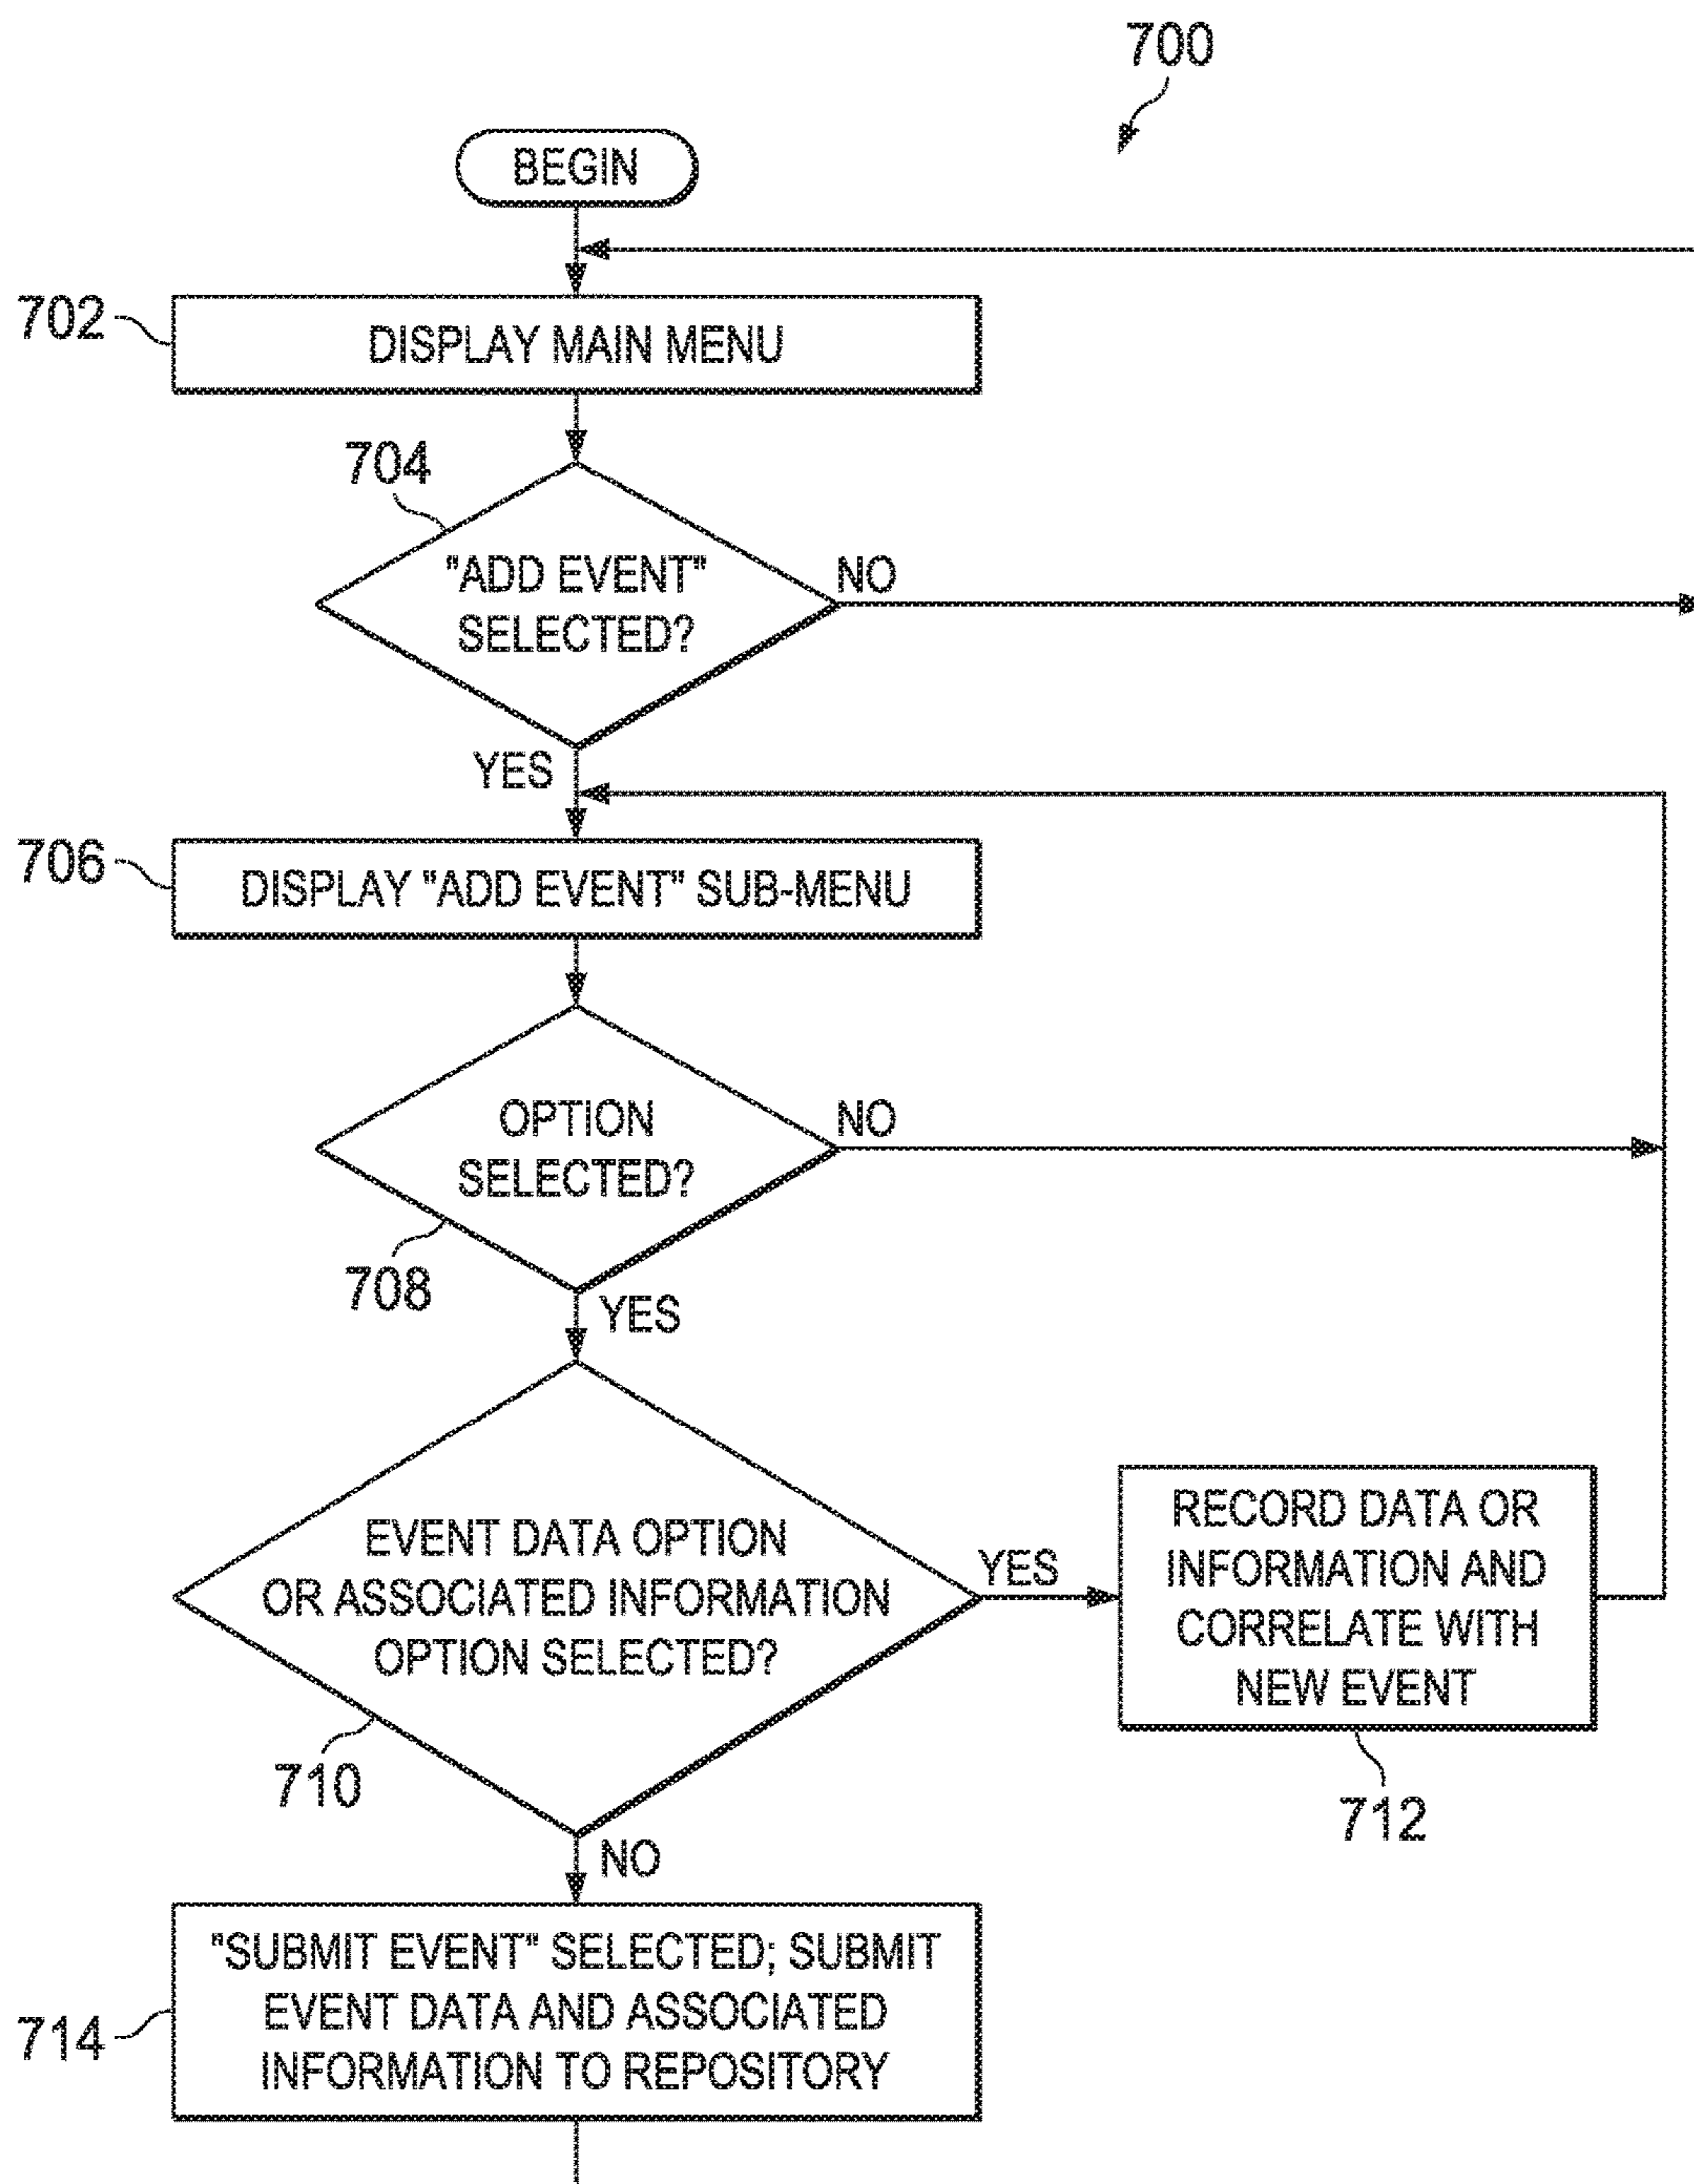 700
BEGIN
702
DISPLAY MAIN MENU
704
"ADD EVENT"
SELECTED?
NO
YES
706
DISPLAY "ADD EVENT" SUB-MENU
OPTION
SELECTED?
NO
708
YES
EVENT DATA OPTION
OR ASSOCIATED INFORMATION
OPTION SELECTED?
YES
710
NO
RECORD DATA OR
INFORMATION AND
CORRELATE WITH
NEW EVENT
712
"SUBMIT EVENT" SELECTED; SUBMIT
EVENT DATA AND ASSOCIATED
INFORMATION TO REPOSITORY
714